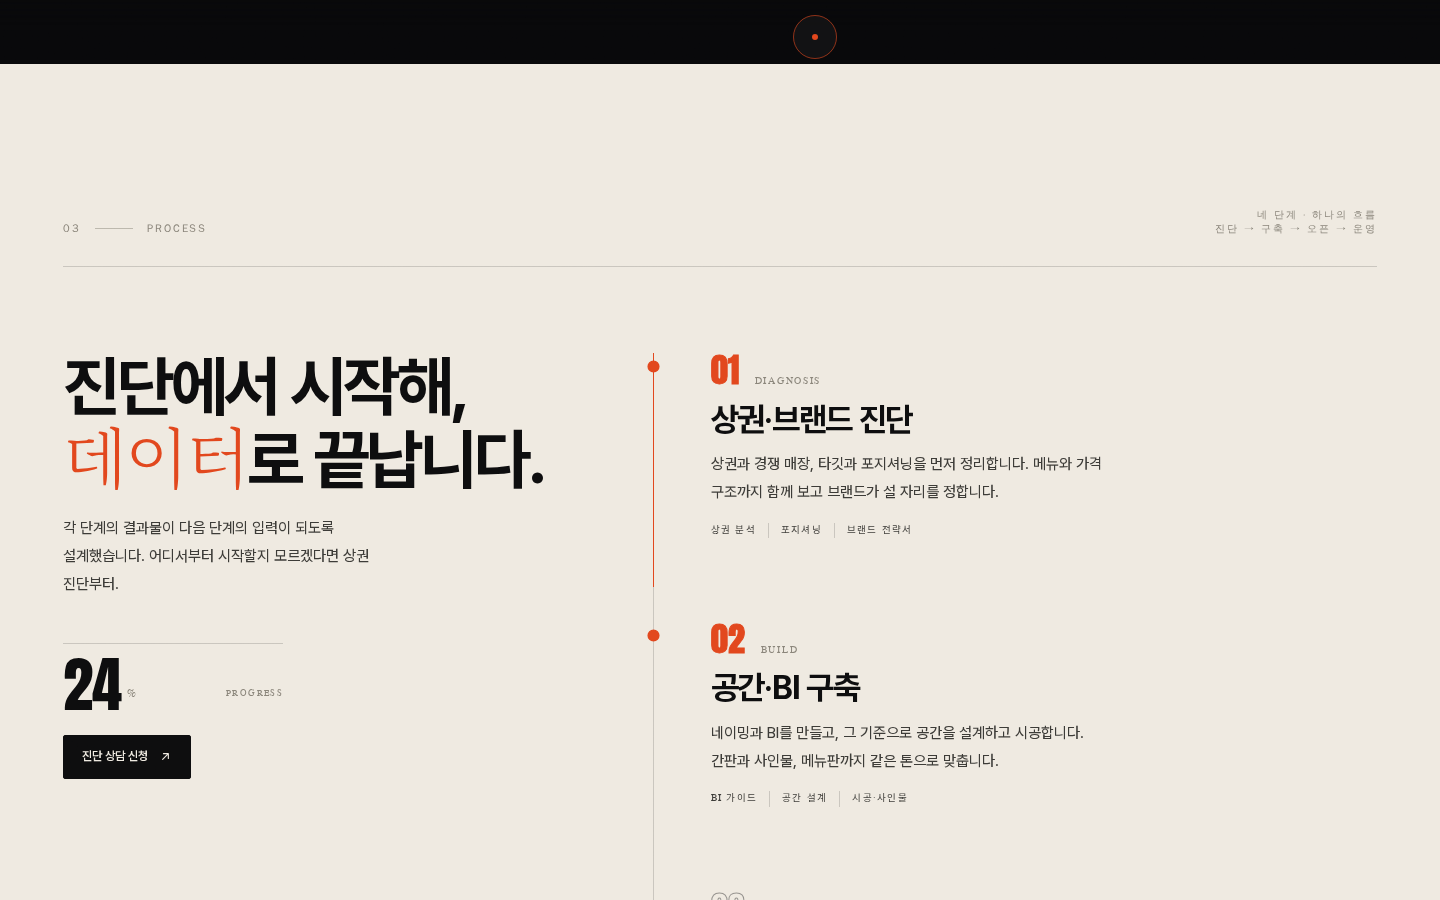 03 PROCESS
네 단계 · 하나의 흐름
진단 → 구축 → 오픈 → 운영
진단에서 시작해,
데이터로 끝납니다.
각 단계의 결과물이 다음 단계의 입력이 되도록
설계했습니다. 어디서부터 시작할지 모르겠다면 상권
진단부터.
24 % PROGRESS
진단 상담 신청 ↗
01 DIAGNOSIS
상권·브랜드 진단
상권과 경쟁 매장, 타깃과 포지셔닝을 먼저 정리합니다. 메뉴와 가격
구조까지 함께 보고 브랜드가 설 자리를 정합니다.
상권 분석 포지셔닝 브랜드 전략서
02 BUILD
공간·BI 구축
네이밍과 BI를 만들고, 그 기준으로 공간을 설계하고 시공합니다.
간판과 사인물, 메뉴판까지 같은 톤으로 맞춥니다.
BI 가이드 공간 설계 시공·사인물